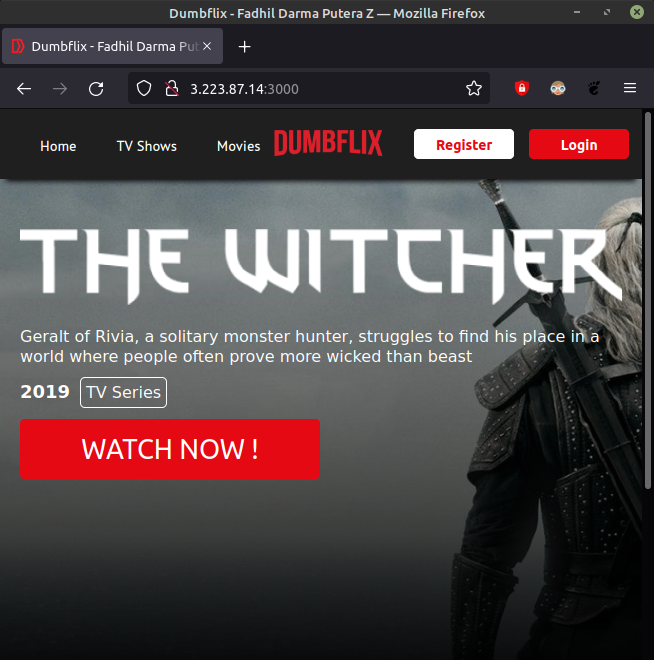 Dumbflix - Fadhil Darma Putera Z — Mozilla Firefox
Dumbflix - Fadhil Darma Put
3.223.87.14:3000
Home TV Shows Movies DUMBFLIX Register Login
THE WITCHER
Geralt of Rivia, a solitary monster hunter, struggles to find his place in a
world where people often prove more wicked than beast
2019 TV Series
WATCH NOW !